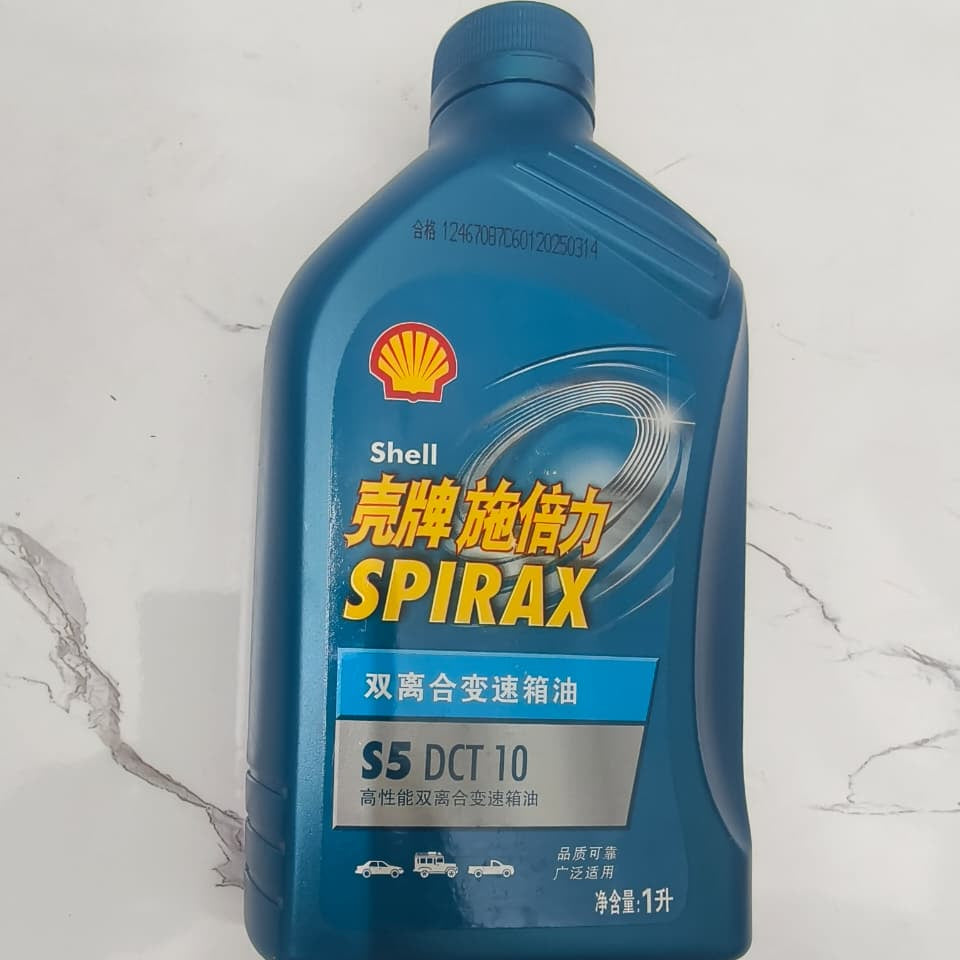 合格 12467087C60120250314
Shell
壳牌 施倍力
SPIRAX
双离合变速箱油
S5 DCT 10
高性能双离合变速箱油
品质可靠
广泛适用
净含量:1升